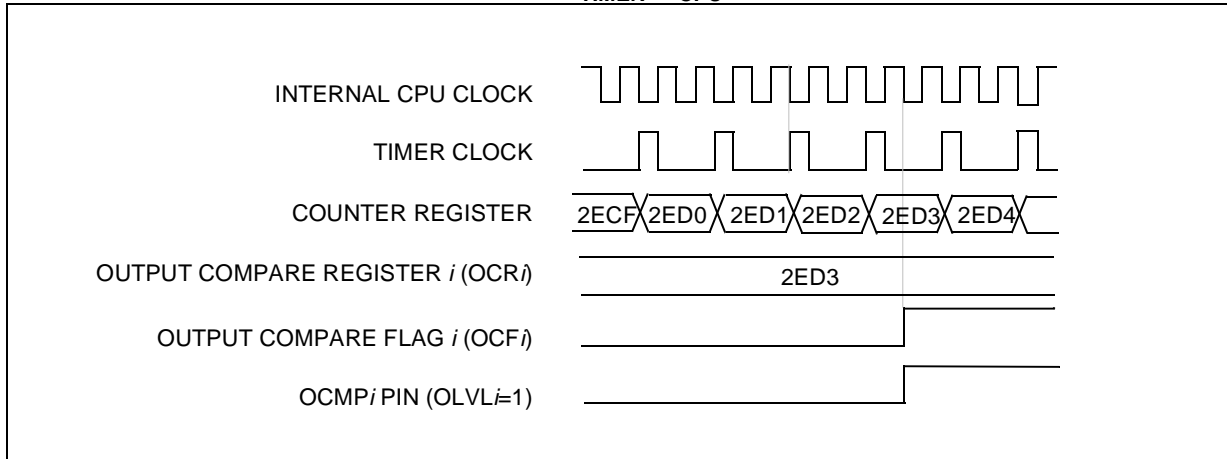 INTERNAL CPU CLOCK
TIMER CLOCK
COUNTER REGISTER
2ECF 2ED0 2ED1 2ED2 2ED3 2ED4
OUTPUT COMPARE REGISTER i (OCRi)
2ED3
OUTPUT COMPARE FLAG i (OCFi)
OCMPi PIN (OLVLi=1)